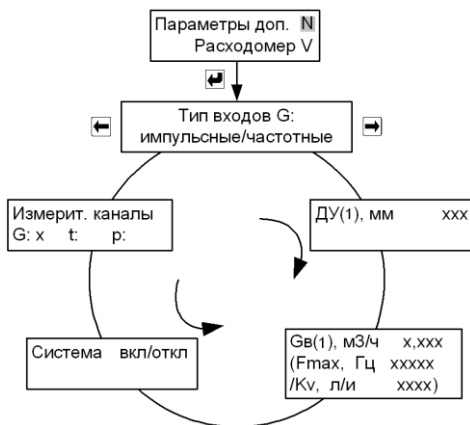 Параметры доп. N
Расходомер V
Тип входов G:
импульсные/частотные
Измерит. каналы
G: x t: p:
ДУ(1), мм xxx
Система вкл/откл
Gв(1), м3/ч x,xxx
(Fmax, Гц xxxxx
/Kv, л/и xxxx)